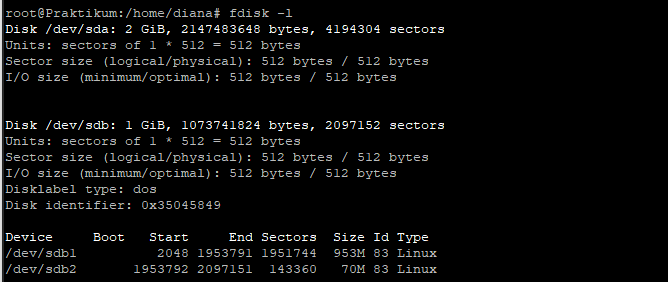 root@Praktikum:/home/diana# fdisk -l
Disk /dev/sda: 2 GiB, 2147483648 bytes, 4194304 sectors
Units: sectors of 1 * 512 = 512 bytes
Sector size (logical/physical): 512 bytes / 512 bytes
I/O size (minimum/optimal): 512 bytes / 512 bytes
Disk /dev/sdb: 1 GiB, 1073741824 bytes, 2097152 sectors
Units: sectors of 1 * 512 = 512 bytes
Sector size (logical/physical): 512 bytes / 512 bytes
I/O size (minimum/optimal): 512 bytes / 512 bytes
Disklabel type: dos
Disk identifier: 0x35045849
Device     Boot   Start     End Sectors  Size Id Type
/dev/sdb1          2048 1953791 1951744  953M 83 Linux
/dev/sdb2       1953792 2097151  143360   70M 83 Linux